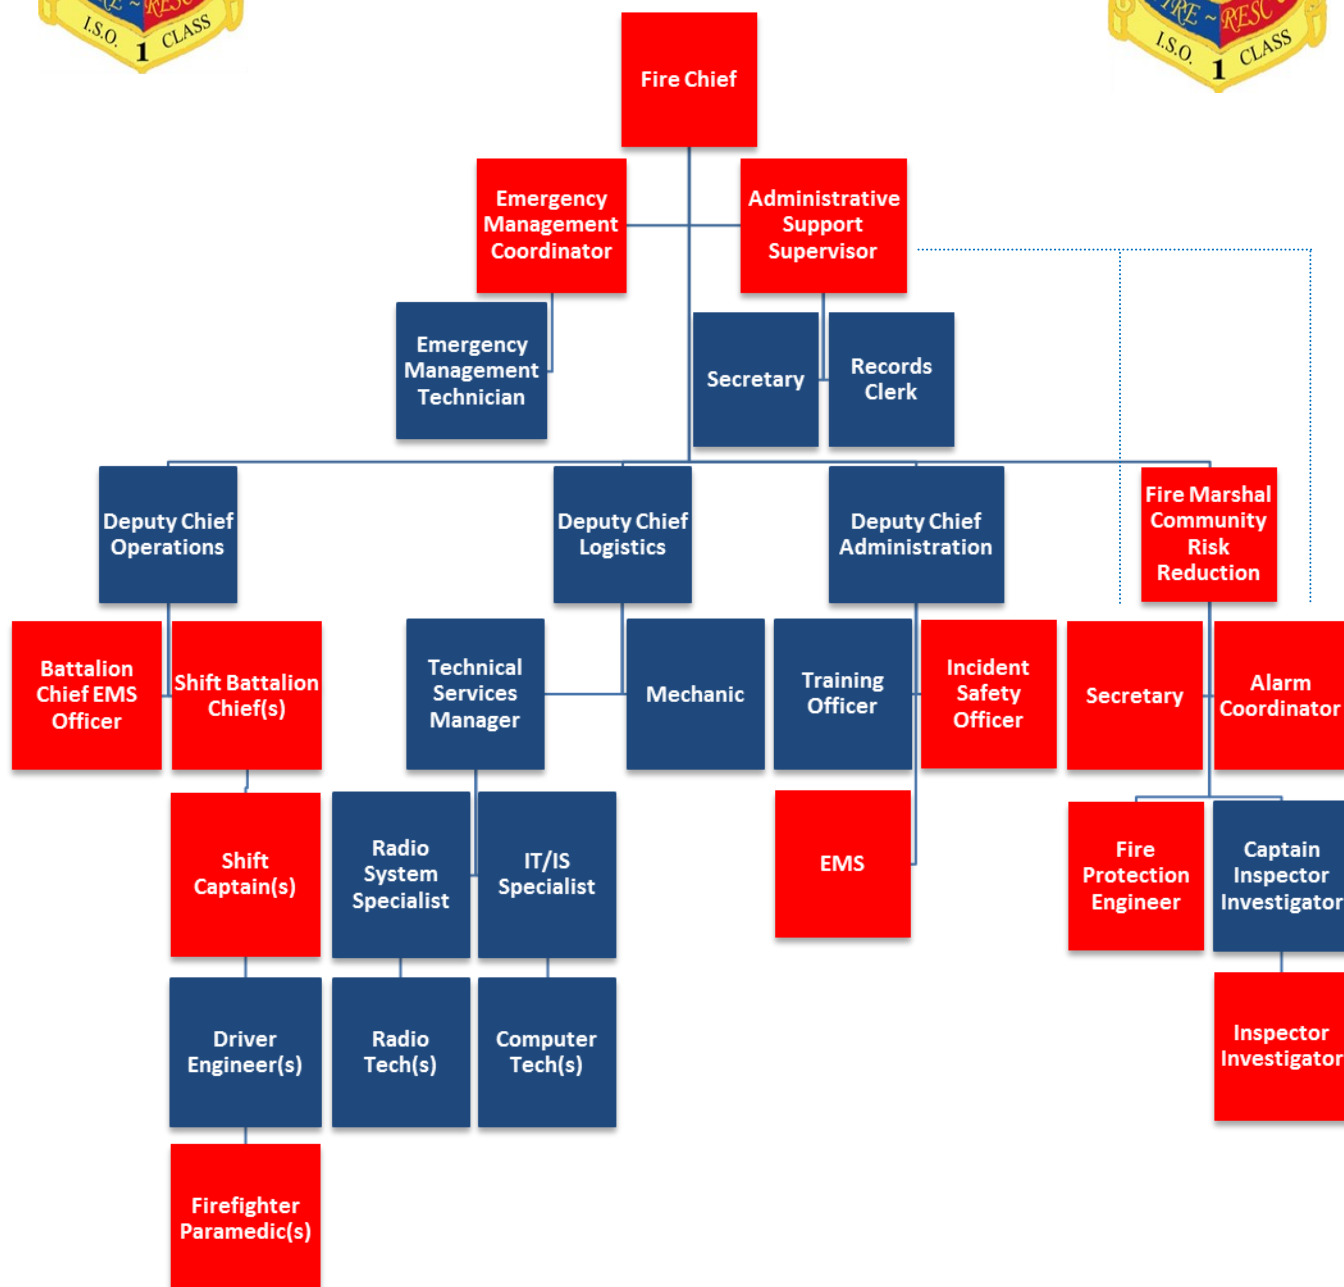 RE ~ RESC
I.S.O. 1 CLASS
FIRE ~ RESC
I.S.O. 1 CLASS
Fire Chief
Emergency
Management
Coordinator
Administrative
Support
Supervisor
Emergency
Management
Technician
Secretary
Records
Clerk
Deputy Chief
Operations
Deputy Chief
Logistics
Deputy Chief
Administration
Fire Marshal
Community
Risk
Reduction
Battalion
Chief EMS
Officer
Shift Battalion
Chief(s)
Technical
Services
Manager
Mechanic
Training
Officer
Incident
Safety
Officer
Secretary
Alarm
Coordinator
Shift
Captain(s)
Radio
System
Specialist
IT/IS
Specialist
EMS
Fire
Protection
Engineer
Captain
Inspector
Investigator
Driver
Engineer(s)
Radio
Tech(s)
Computer
Tech(s)
Inspector
Investigator
Firefighter
Paramedic(s)